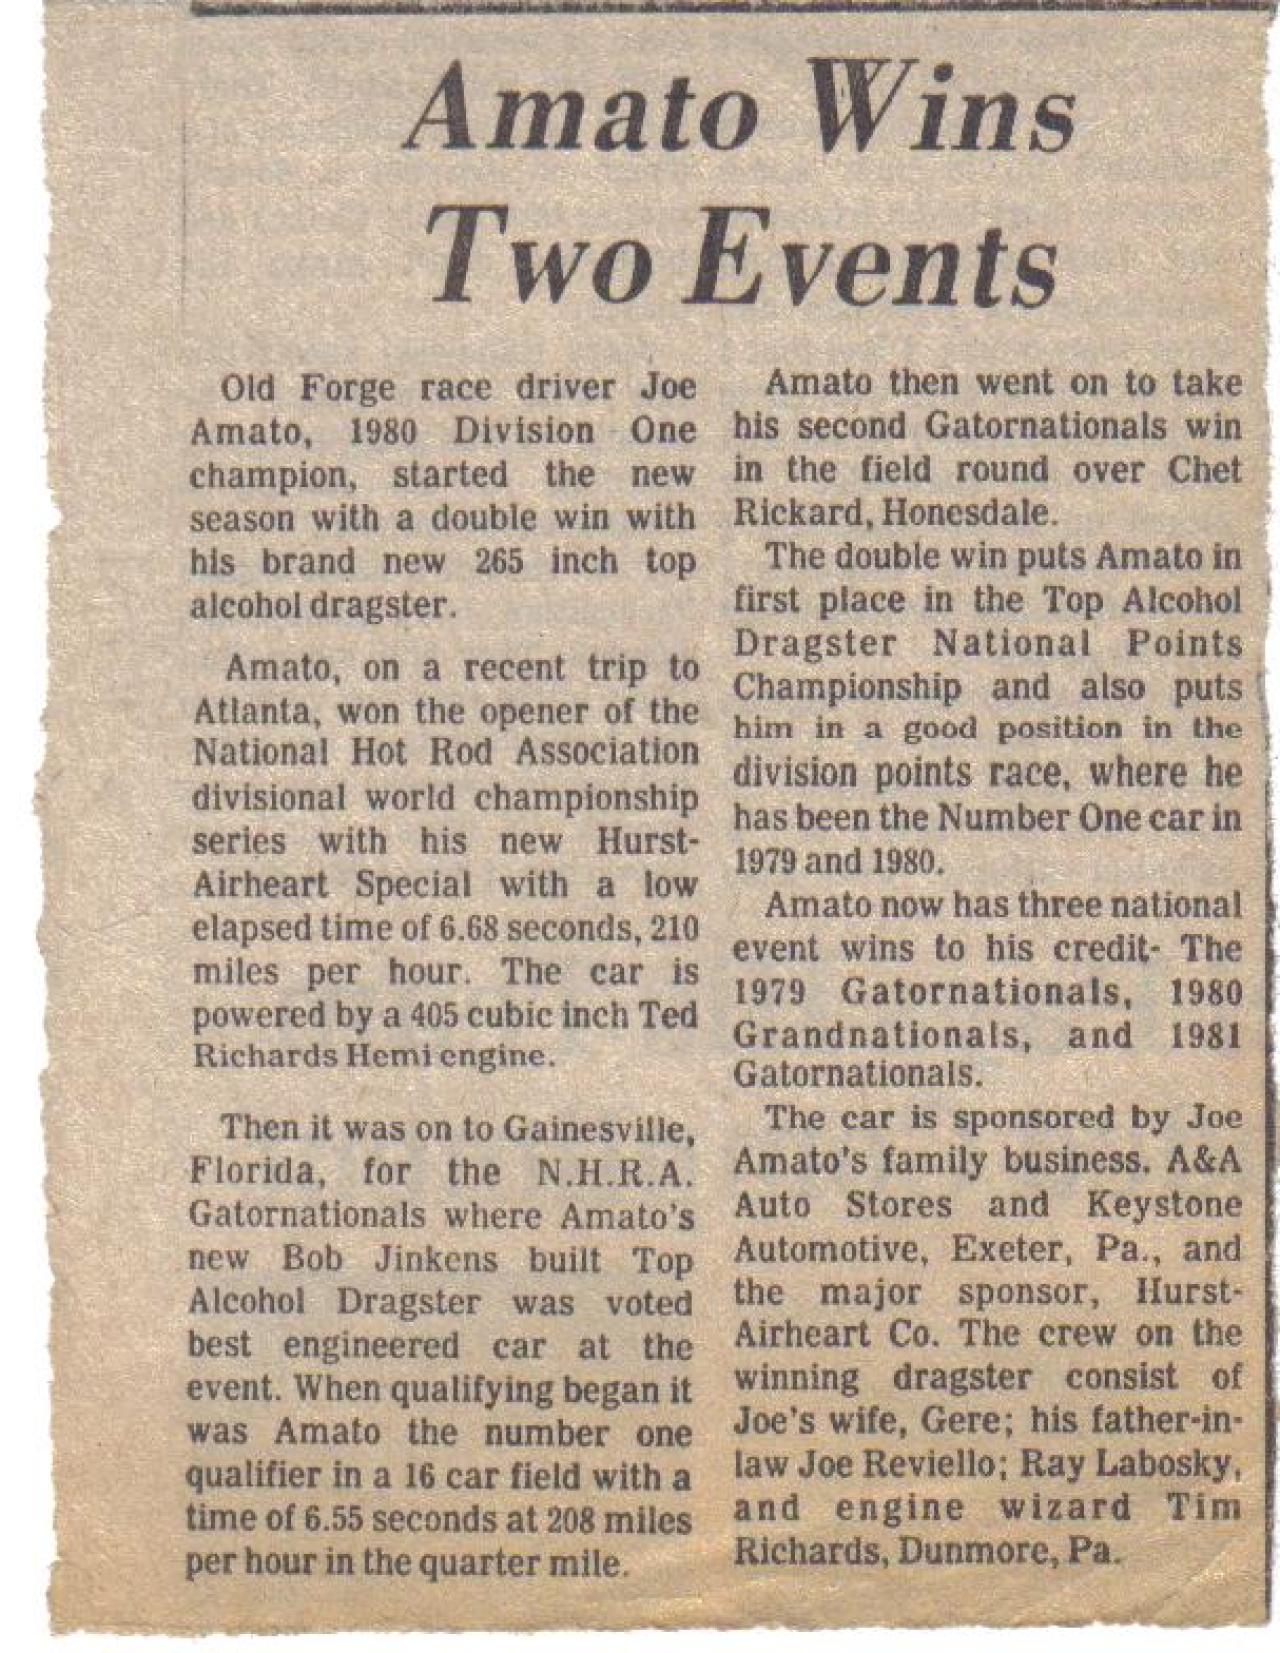 Amato Wins
Two Events
Old Forge race driver Joe
Amato, 1980 Division One
champion, started the new
season with a double win with
his brand new 265 inch top
alcohol dragster.
Amato, on a recent trip to
Atlanta, won the opener of the
National Hot Rod Association
divisional world championship
series with his new Hurst-
Airheart Special with a low
elapsed time of 6.68 seconds, 210
miles per hour. The car is
powered by a 405 cubic inch Ted
Richards Hemi engine.
Then it was on to Gainesville,
Florida, for the N.H.R.A.
Gatornationals where Amato's
new Bob Jinkens built Top
Alcohol Dragster was voted
best engineered car at the
event. When qualifying began it
was Amato the number one
qualifier in a 16 car field with a
time of 6.55 seconds at 208 miles
per hour in the quarter mile.
Amato then went on to take
his second Gatornationals win
in the field round over Chet
Rickard, Honesdale.
The double win puts Amato in
first place in the Top Alcohol
Dragster National Points
Championship and also puts
him in a good position in the
division points race, where he
has been the Number One car in
1979 and 1980.
Amato now has three national
event wins to his credit- The
1979 Gatornationals, 1980
Grandnationals, and 1981
Gatornationals.
The car is sponsored by Joe
Amato's family business. A&A
Auto Stores and Keystone
Automotive, Exeter, Pa., and
the major sponsor, Hurst-
Airheart Co. The crew on the
winning dragster consist of
Joe's wife, Gere; his father-in-
law Joe Reviello; Ray Labosky,
and engine wizard Tim
Richards, Dunmore, Pa.